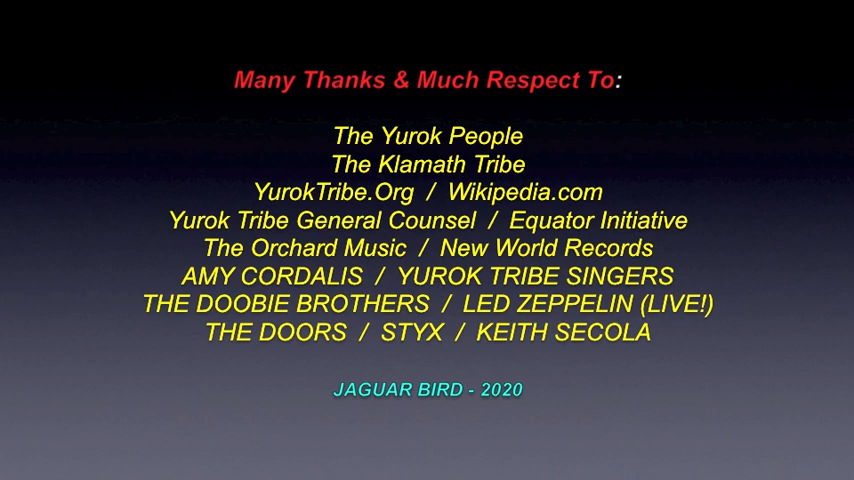 Many Thanks & Much Respect To:
The Yurok People
The Klamath Tribe
YurokTribe.Org / Wikipedia.com
Yurok Tribe General Counsel / Equator Initiative
The Orchard Music / New World Records
AMY CORDALIS / YUROK TRIBE SINGERS
THE DOOBIE BROTHERS / LED ZEPPELIN (LIVE!)
THE DOORS / STYX / KEITH SECOLA
JAGUAR BIRD - 2020